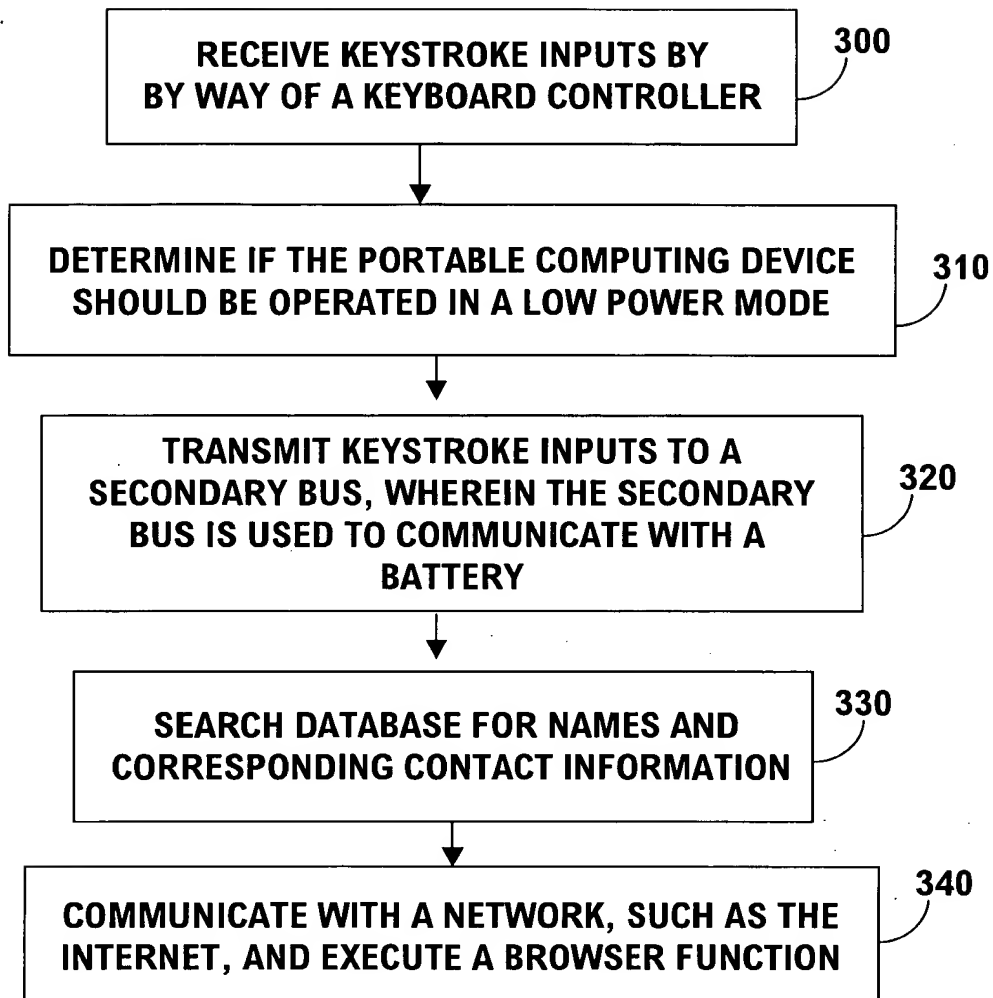 RECEIVE KEYSTROKE INPUTS BY
BY WAY OF A KEYBOARD CONTROLLER
300
DETERMINE IF THE PORTABLE COMPUTING DEVICE
SHOULD BE OPERATED IN A LOW POWER MODE
310
TRANSMIT KEYSTROKE INPUTS TO A
SECONDARY BUS, WHEREIN THE SECONDARY
BUS IS USED TO COMMUNICATE WITH A
BATTERY
320
SEARCH DATABASE FOR NAMES AND
CORRESPONDING CONTACT INFORMATION
330
COMMUNICATE WITH A NETWORK, SUCH AS THE
INTERNET, AND EXECUTE A BROWSER FUNCTION
340